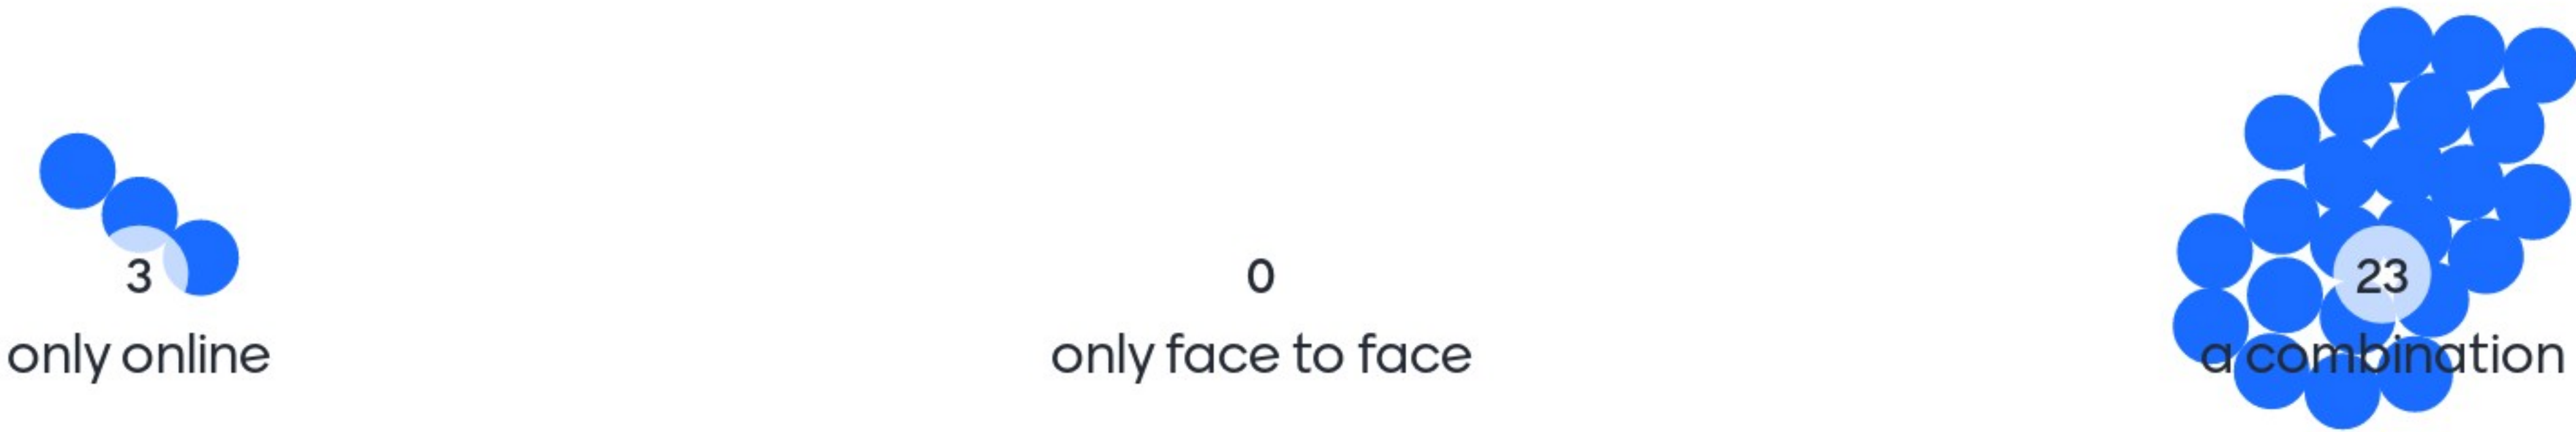 3
0
23
only online
only face to face
a combination